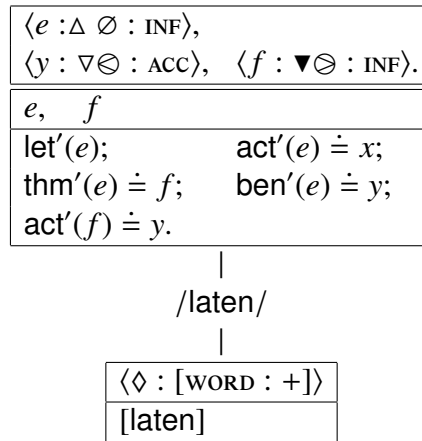 ⟨e :△ ∅ : INF⟩,
⟨y : ▽⧀ : ACC⟩, ⟨f : ▼⧁ : INF⟩.
e, f
let′(e); act′(e) ≐ x;
thm′(e) ≐ f; ben′(e) ≐ y;
act′(f) ≐ y.
/laten/
⟨◊ : [WORD : +]⟩
[laten]